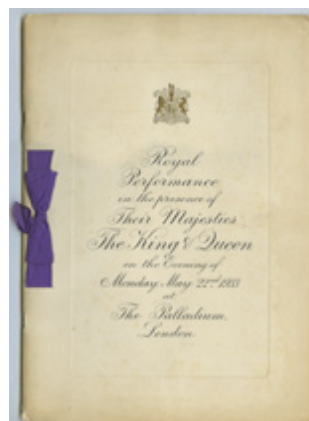 Royal
Performance
in the presence of
Their Majesties
The King & Queen
on the Evening of
Monday May 22nd 1933
at
The Palladium,
London.